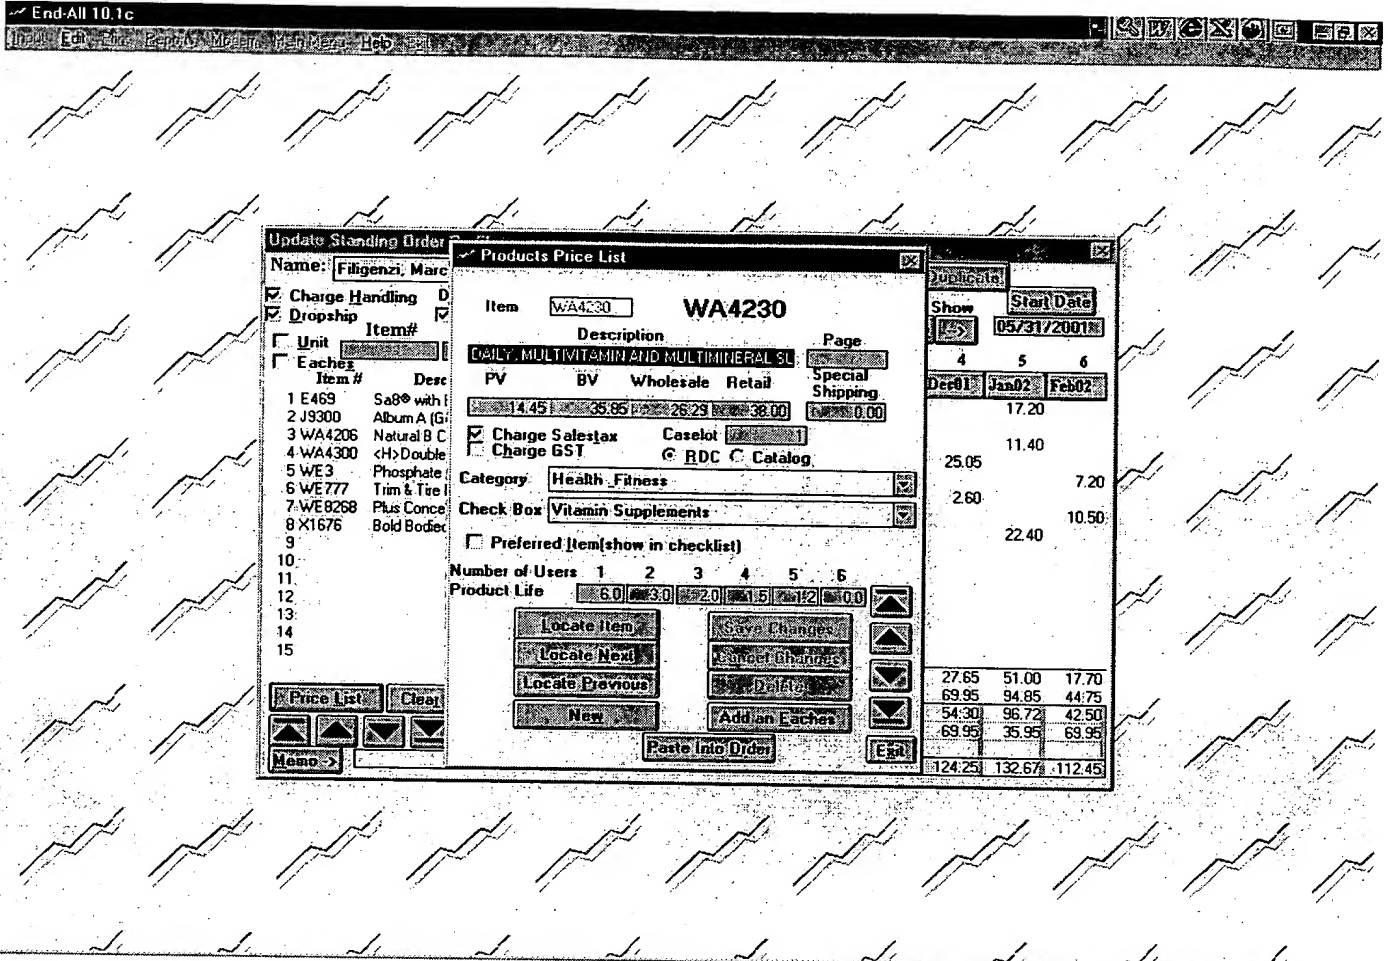 End-All 10.1c
Edit Modem Main Menu Help
Update Standing Order
Name: Filigenzi, Marc
Duplicate
Charge Handling
Dropship
Show
Start Date
-> 05/31/2001
Item#
Unit
Eaches
4 5 6
Item # Desc
Dec01 Jan02 Feb02
1 E469 Sa8® with
17.20
2 J9300 Album A (Gi
3 WA4206 Natural B C
11.40
4 WA4300 <H>Double
25.05
5 WE3 Phosphate
7.20
6 WE777 Trim & Tire
2.60
7 WE8268 Plus Conce
10.50
8 X1676 Bold Bodied
22.40
9
10
11
12
13
14
15
27.65 51.00 17.70
69.95 94.85 44.75
54.30 96.72 42.50
69.95 35.95 69.95
124.25 132.67 112.45
Price List Clear
Memo ->
Products Price List
Item WA4230 WA4230
Description Page
DAILY, MULTIVITAMIN AND MULTIMINERAL SU
PV BV Wholesale Retail Special Shipping
14.45 35.85 26.29 38.00 0.00
Charge Salestax Caselot 1
Charge GST RDC Catalog
Category Health_Fitness
Check Box Vitamin Supplements
Preferred Item(show in checklist)
Number of Users 1 2 3 4 5 6
Product Life 6.0 3.0 2.0 1.5 1.2 0.0
Locate Item Save Changes
Locate Next Cancel Changes
Locate Previous Delete
New Add an Eaches
Paste Into Order Exit